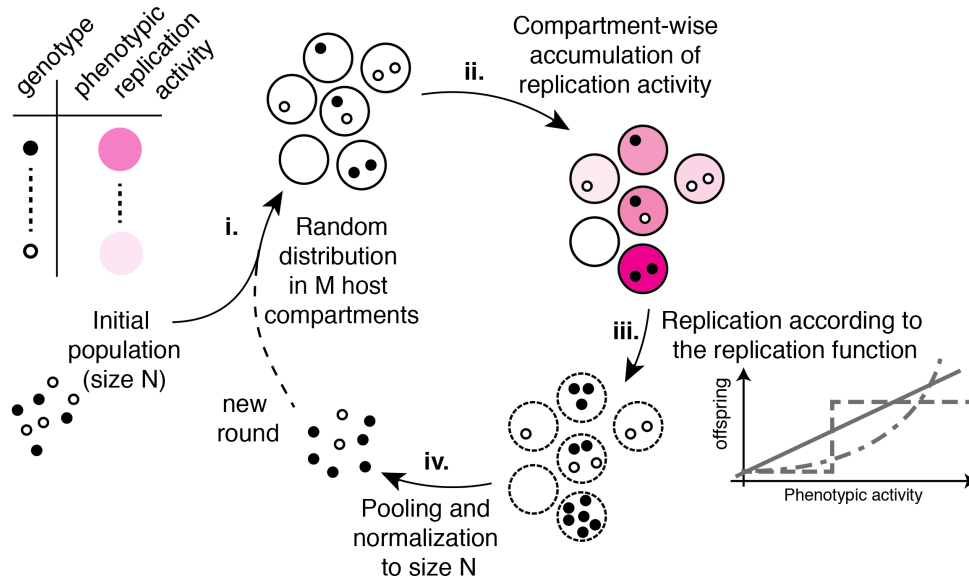 genotype
phenotypic
replication
activity
i.
Random
distribution
in M host
compartments
ii.
Compartment-wise
accumulation of
replication activity
iii.
Replication according to
the replication function
offspring
Phenotypic activity
Initial
population
(size N)
new
round
iv.
Pooling and
normalization
to size N